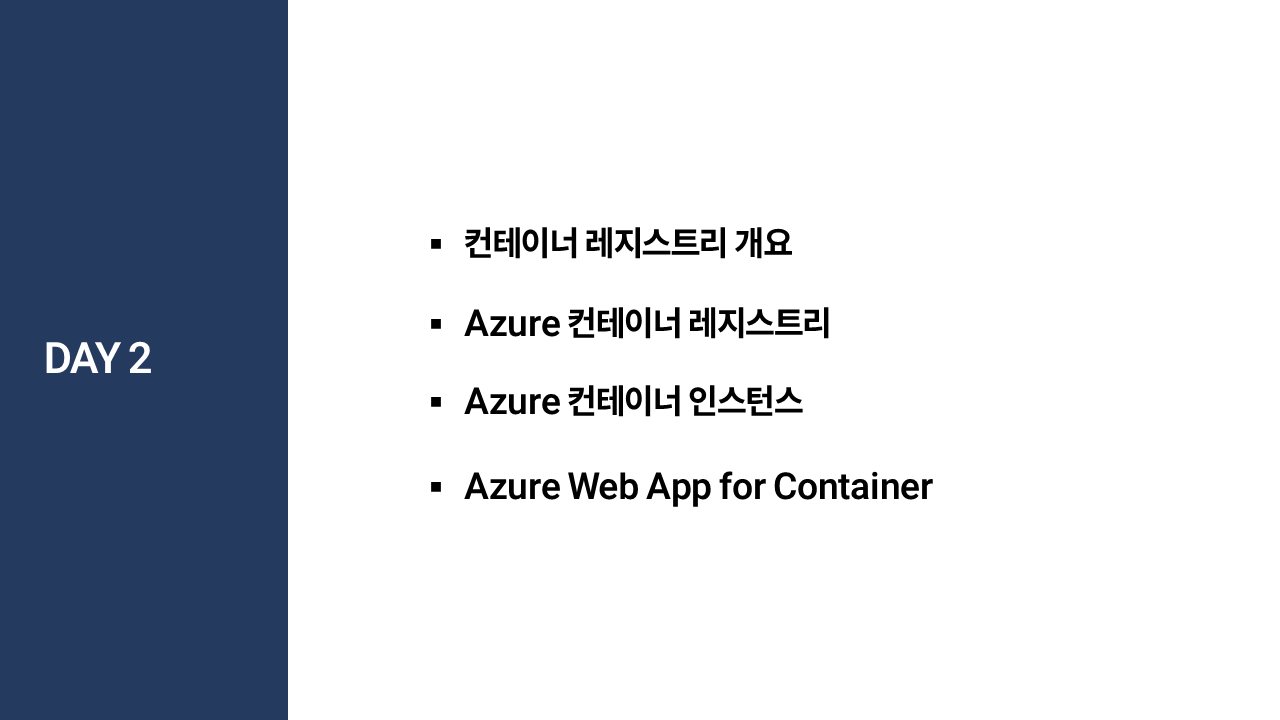 DAY 2
▪ 컨테이너 레지스트리 개요
▪ Azure 컨테이너 레지스트리
▪ Azure 컨테이너 인스턴스
▪ Azure Web App for Container